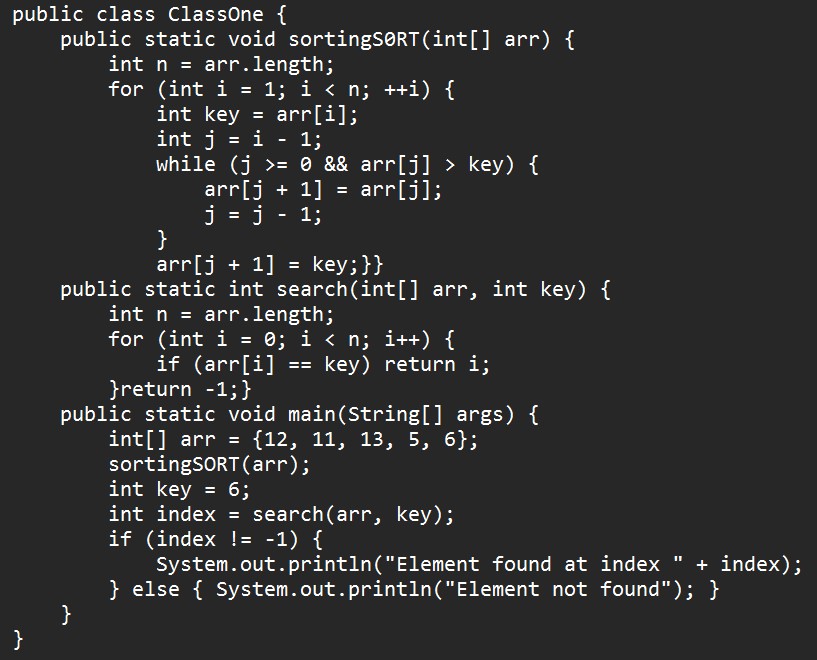 public class ClassOne {
    public static void sortingS0RT(int[] arr) {
        int n = arr.length;
        for (int i = 1; i < n; ++i) {
            int key = arr[i];
            int j = i - 1;
            while (j >= 0 && arr[j] > key) {
                arr[j + 1] = arr[j];
                j = j - 1;
            }
            arr[j + 1] = key;}}
    public static int search(int[] arr, int key) {
        int n = arr.length;
        for (int i = 0; i < n; i++) {
            if (arr[i] == key) return i;
        }return -1;}
    public static void main(String[] args) {
        int[] arr = {12, 11, 13, 5, 6};
        sortingSORT(arr);
        int key = 6;
        int index = search(arr, key);
        if (index != -1) {
            System.out.println("Element found at index " + index);
        } else { System.out.println("Element not found"); }
    }
}